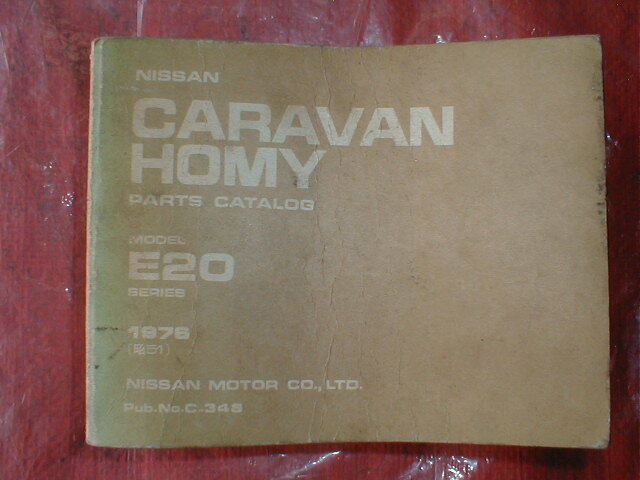 NISSAN
CARAVAN
HOMY
PARTS CATALOG
MODEL
E20
SERIES
1976
(昭51)
NISSAN MOTOR CO., LTD.
Pub.No.C-348